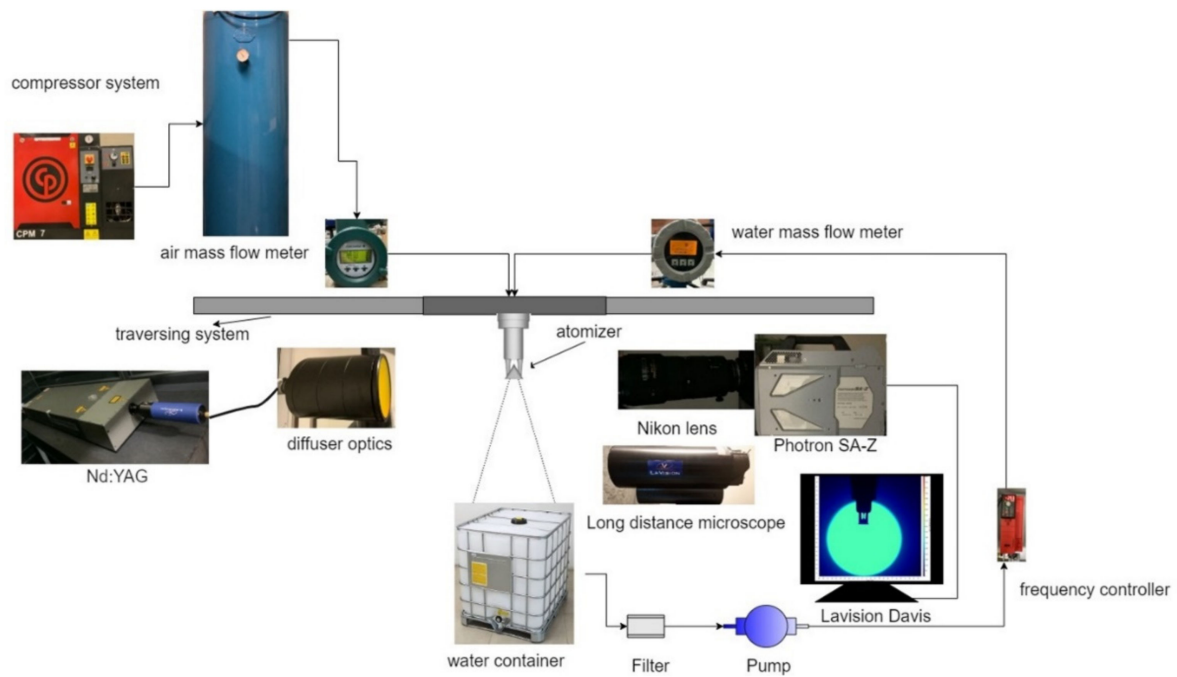 compressor system
CP
CPM 7
air mass flow meter
water mass flow meter
traversing system
atomizer
Nd:YAG
diffuser optics
Nikon lens
Photron SA-Z
Long distance microscope
Lavision Davis
frequency controller
water container
Filter
Pump